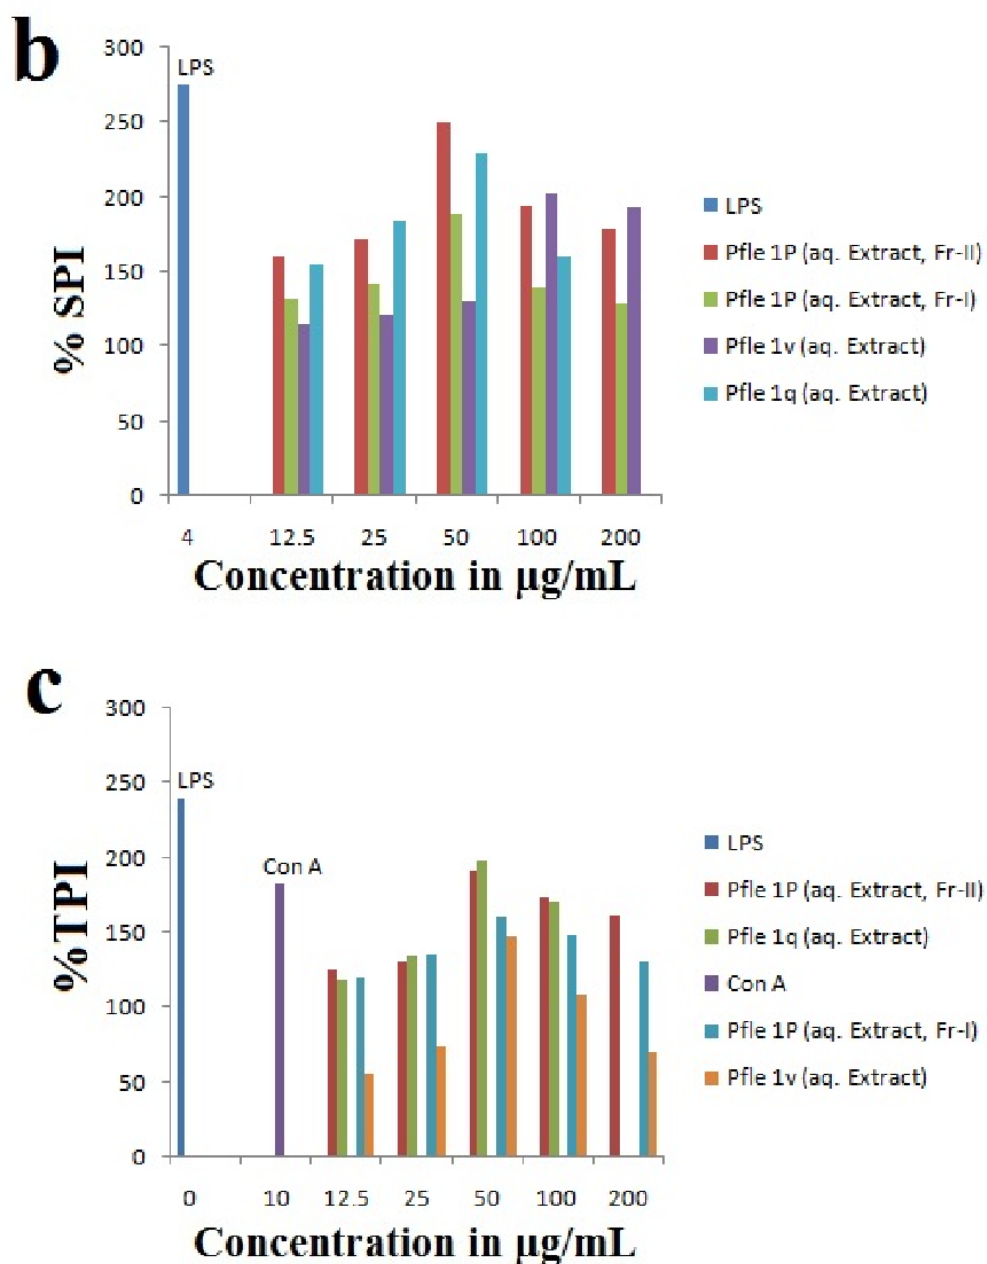 b
300
LPS
250
200
150
100
50
0
% SPI
4 12.5 25 50 100 200
Concentration in μg/mL
LPS
Pfle 1P (aq. Extract, Fr-II)
Pfle 1P (aq. Extract, Fr-I)
Pfle 1v (aq. Extract)
Pfle 1q (aq. Extract)
c
300
250
LPS
200
Con A
150
100
50
0
%TPI
0 10 12.5 25 50 100 200
Concentration in μg/mL
LPS
Pfle 1P (aq. Extract, Fr-II)
Pfle 1q (aq. Extract)
Con A
Pfle 1P (aq. Extract, Fr-I)
Pfle 1v (aq. Extract)